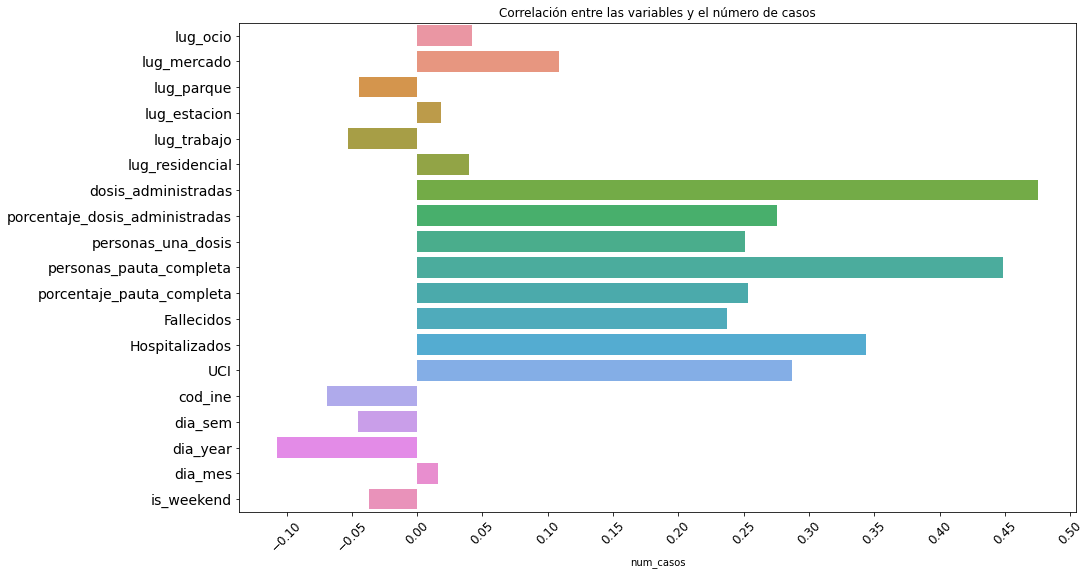 Correlación entre las variables y el número de casos
lug_ocio
lug_mercado
lug_parque
lug_estacion
lug_trabajo
lug_residencial
dosis_administradas
porcentaje_dosis_administradas
personas_una_dosis
personas_pauta_completa
porcentaje_pauta_completa
Fallecidos
Hospitalizados
UCI
cod_ine
dia_sem
dia_year
dia_mes
is_weekend
−0.10 −0.05 0.00 0.05 0.10 0.15 0.20 0.25 0.30 0.35 0.40 0.45 0.50
num_casos